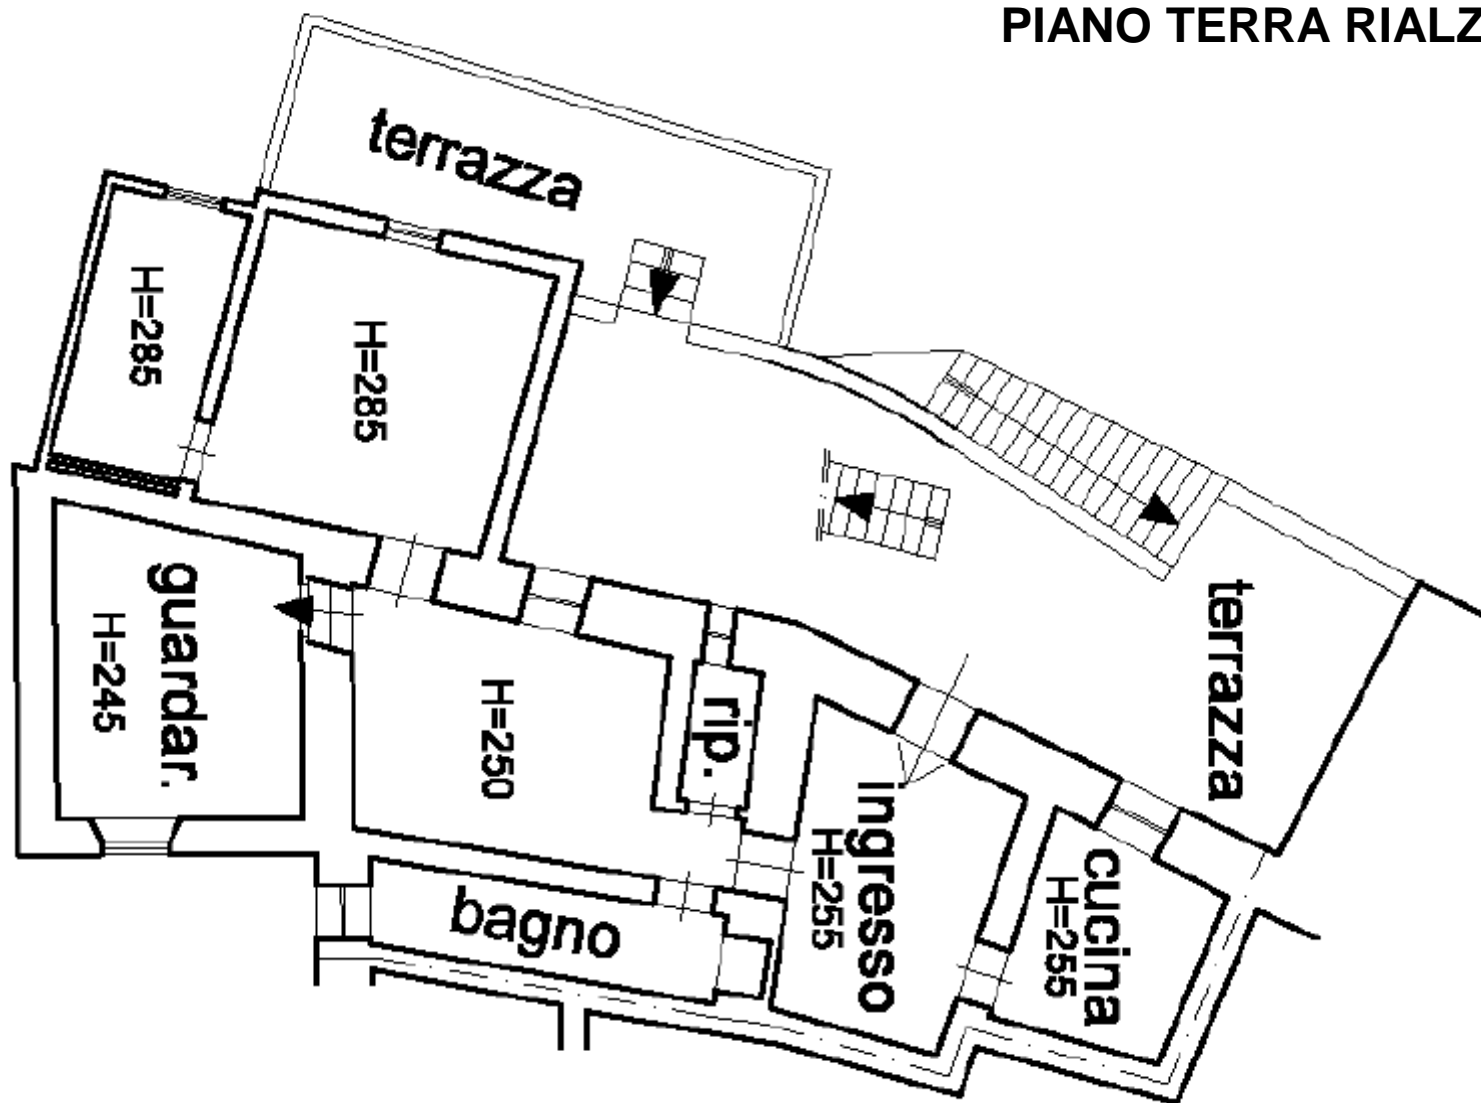 PIANO TERRA RIALZ
terrazza
H=285
H=285
guardar.
H=245
H=250
rip.
terrazza
ingresso
H=255
cucina
H=255
bagno